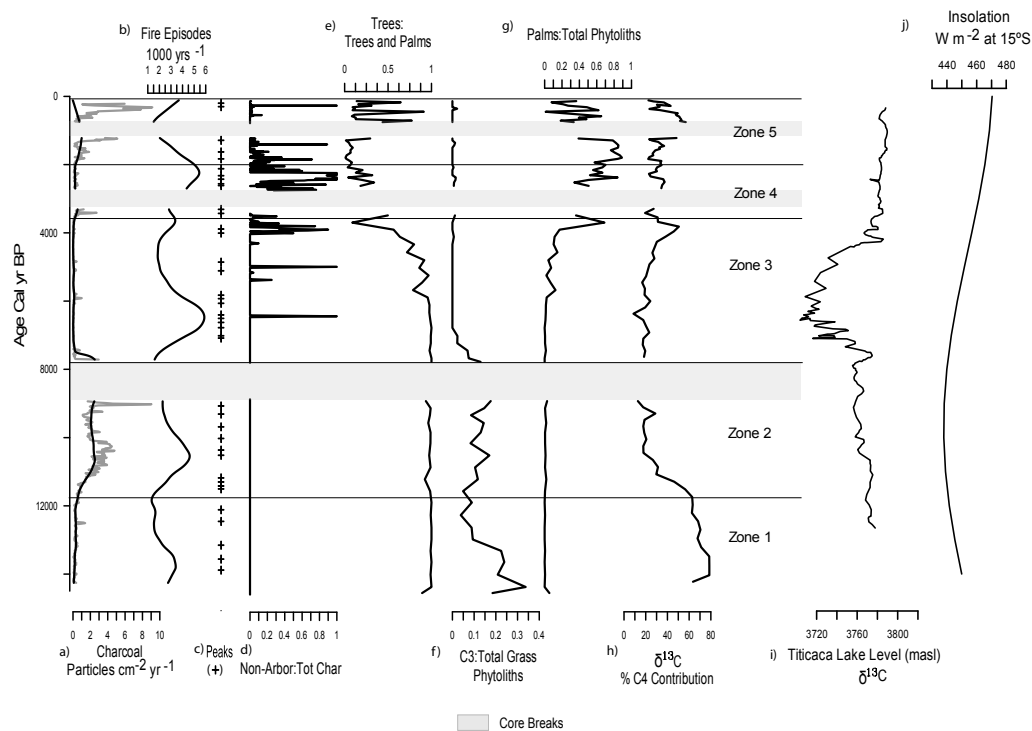 b) Fire Episodes
1000 yrs -1
1 2 3 4 5 6
e) Trees:
Trees and Palms
0 0.5 1
g) Palms:Total Phytoliths
0 0.2 0.4 0.6 0.8 1
j) Insolation
W m-2 at 15ºS
440 460 480
Age Cal yr BP
0
4000
8000
12000
Zone 5
Zone 4
Zone 3
Zone 2
Zone 1
0 2 4 6 8 10
a) Charcoal
Particles cm-2 yr -1
c) Peaks
(+)
0 0.2 0.4 0.6 0.8 1
d) Non-Arbor:Tot Char
0 0.1 0.2 0.3 0.4
f) C3:Total Grass
Phytoliths
0 20 40 60 80
h) δ13C
% C4 Contribution
3720 3760 3800
i) Titicaca Lake Level (masl)
δ13C
Core Breaks